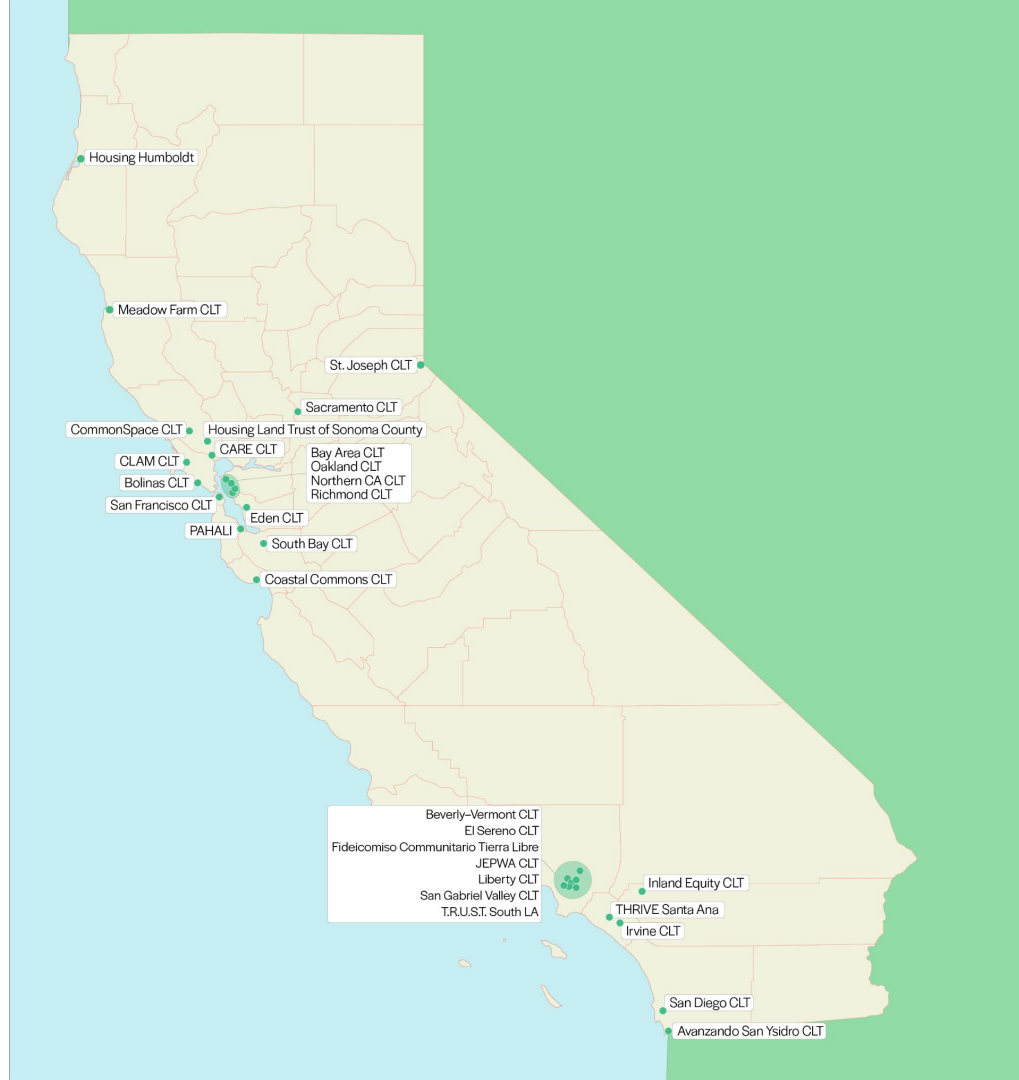 Housing Humboldt
Meadow Farm CLT
St. Joseph CLT
Sacramento CLT
CommonSpace CLT
Housing Land Trust of Sonoma County
CARE CLT
CLAM CLT
Bay Area CLT
Oakland CLT
Northern CA CLT
Richmond CLT
Bolinas CLT
San Francisco CLT
Eden CLT
PAHALI
South Bay CLT
Coastal Commons CLT
Beverly–Vermont CLT
El Sereno CLT
Fideicomiso Communitario Tierra Libre
JEPWA CLT
Liberty CLT
San Gabriel Valley CLT
T.R.U.S.T. South LA
Inland Equity CLT
THRIVE Santa Ana
Irvine CLT
San Diego CLT
Avanzando San Ysidro CLT